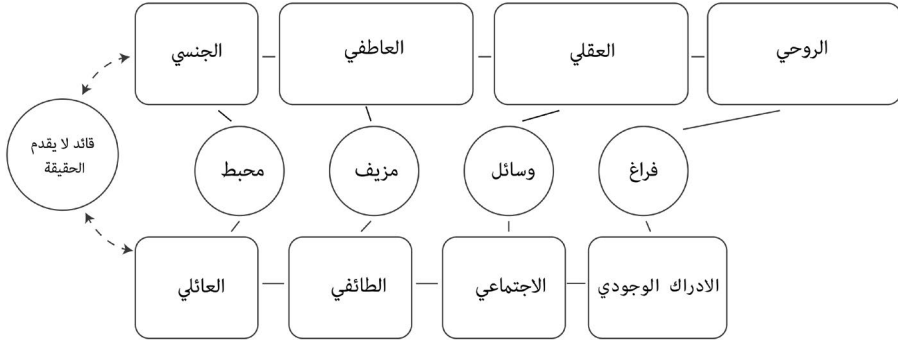 الروحي
العقلي
العاطفي
الجنسي
قائد لا يقدم
الحقيقة
فراغ
وسائل
مزيف
محبط
الادراك الوجودي
الاجتماعي
الطائفي
العائلي